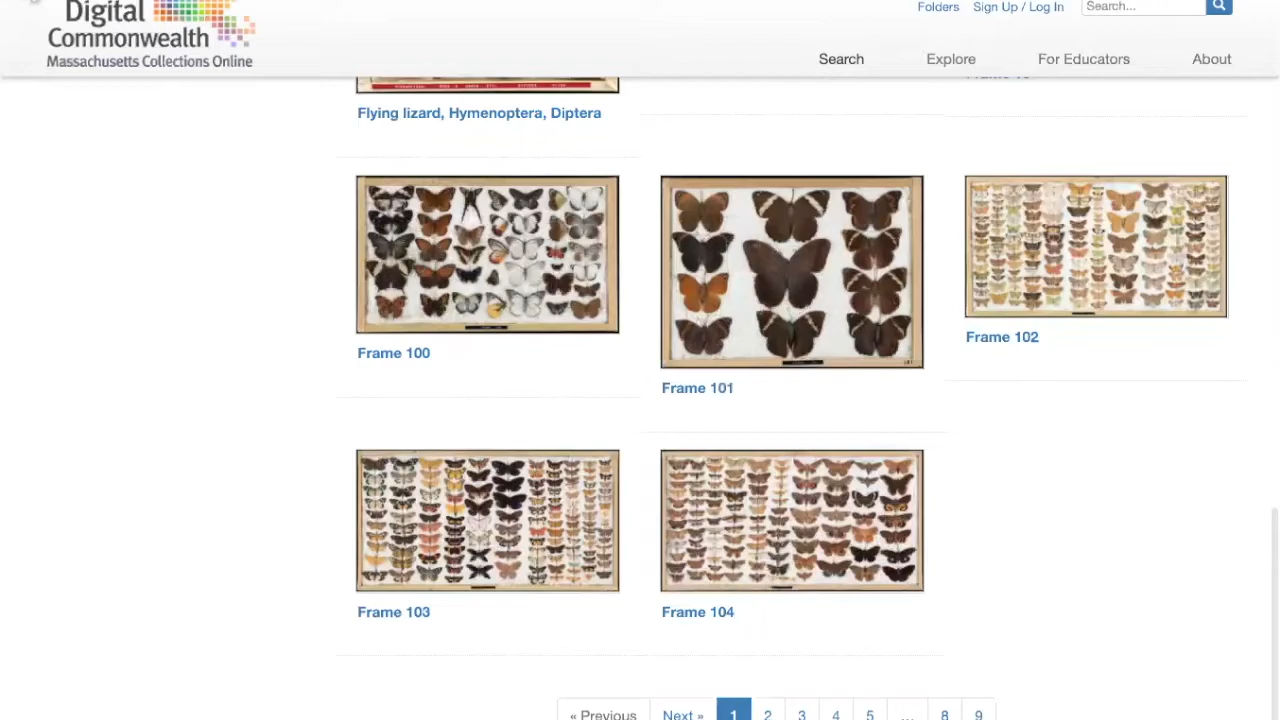 Digital
Commonwealth
Massachusetts Collections Online
Folders Sign Up / Log In Search...
Search Explore For Educators About
Flying lizard, Hymenoptera, Diptera
Frame 100
Frame 101
Frame 102
Frame 103
Frame 104
« Previous Next » 1 2 3 4 5 ... 8 9